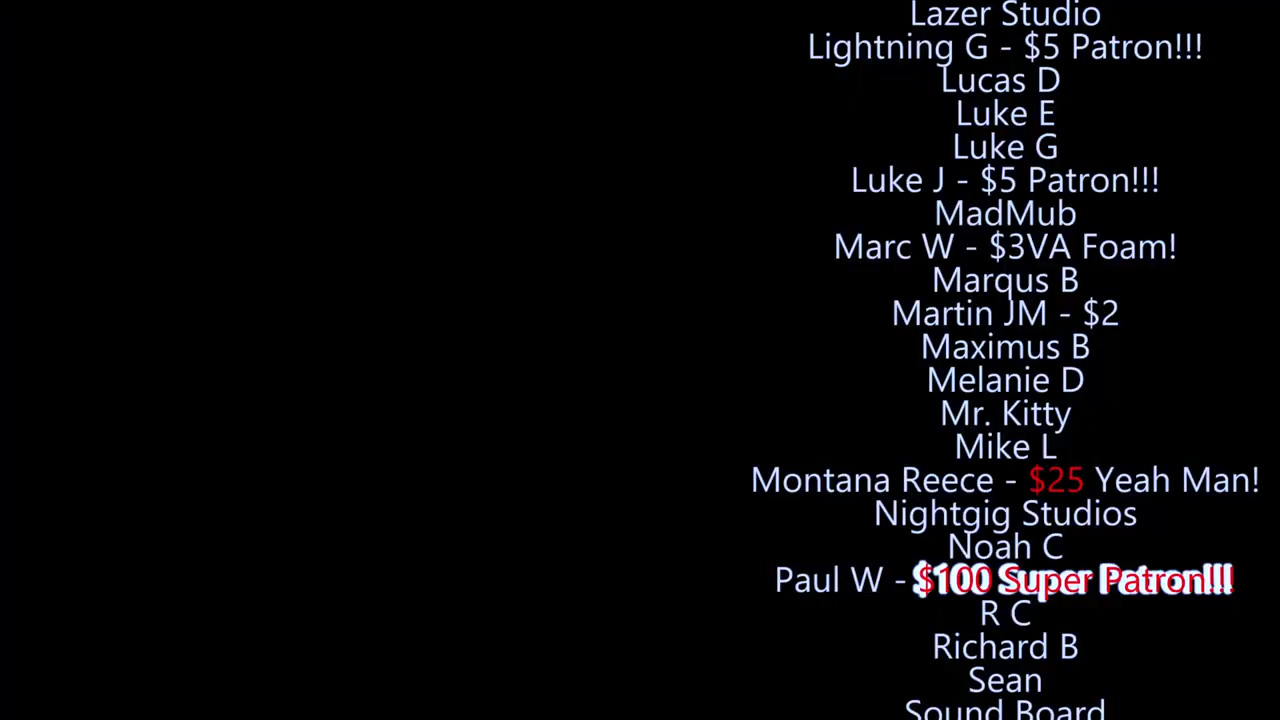 Lazer Studio
Lightning G - $5 Patron!!!
Lucas D
Luke E
Luke G
Luke J - $5 Patron!!!
MadMub
Marc W - $3VA Foam!
Marqus B
Martin JM - $2
Maximus B
Melanie D
Mr. Kitty
Mike L
Montana Reece - $25 Yeah Man!
Nightgig Studios
Noah C
Paul W - $100 Super Patron!!!
R C
Richard B
Sean
Sound Board